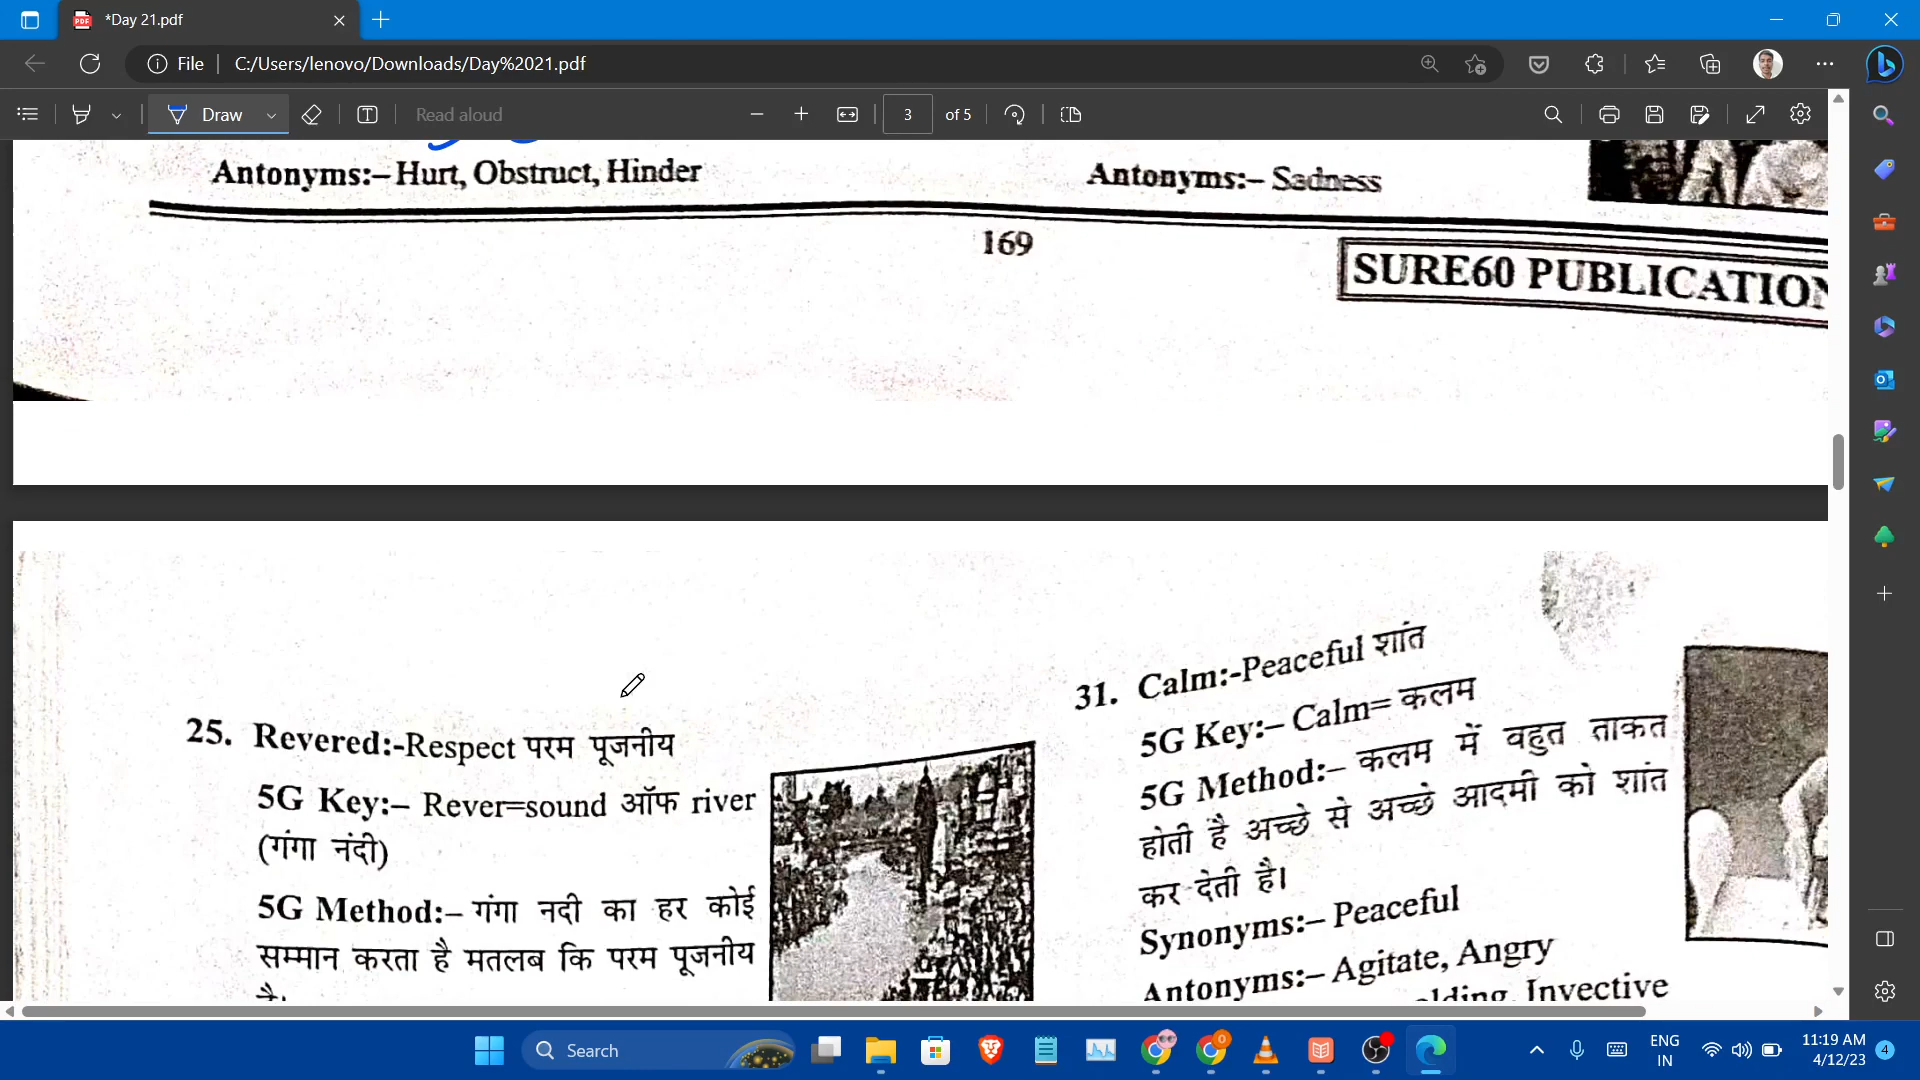 *Day 21.pdf
File
C:/Users/lenovo/Downloads/Day%2021.pdf
Draw
Read aloud
3
of 5
Antonyms:– Hurt, Obstruct, Hinder
Antonyms:– Sadness
169
SURE60 PUBLICATION
25. Revered:-Respect परम पूजनीय
5G Key:– Rever=sound ऑफ river
(गंगा नंदी)
5G Method:– गंगा नदी का हर कोई
सम्मान करता है मतलब कि परम पूजनीय
है।
31. Calm:-Peaceful शांत
5G Key:– Calm= कलम
5G Method:– कलम में वहुत ताकत
होती है अच्छे से अच्छे आदमी को शांत
कर देती है।
Synonyms:– Peaceful
Antonyms:– Agitate, Angry
Invective
Search
ENG
IN
11:19 AM
4/12/23
4